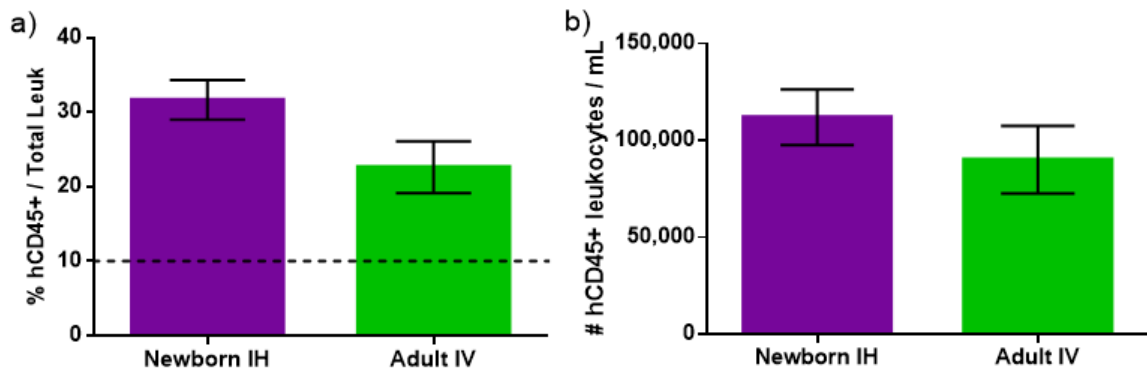 a)
% hCD45+ / Total Leuk
40
30
20
10
0
Newborn IH
Adult IV
b)
# hCD45+ leukocytes / mL
150,000
100,000
50,000
0
Newborn IH
Adult IV